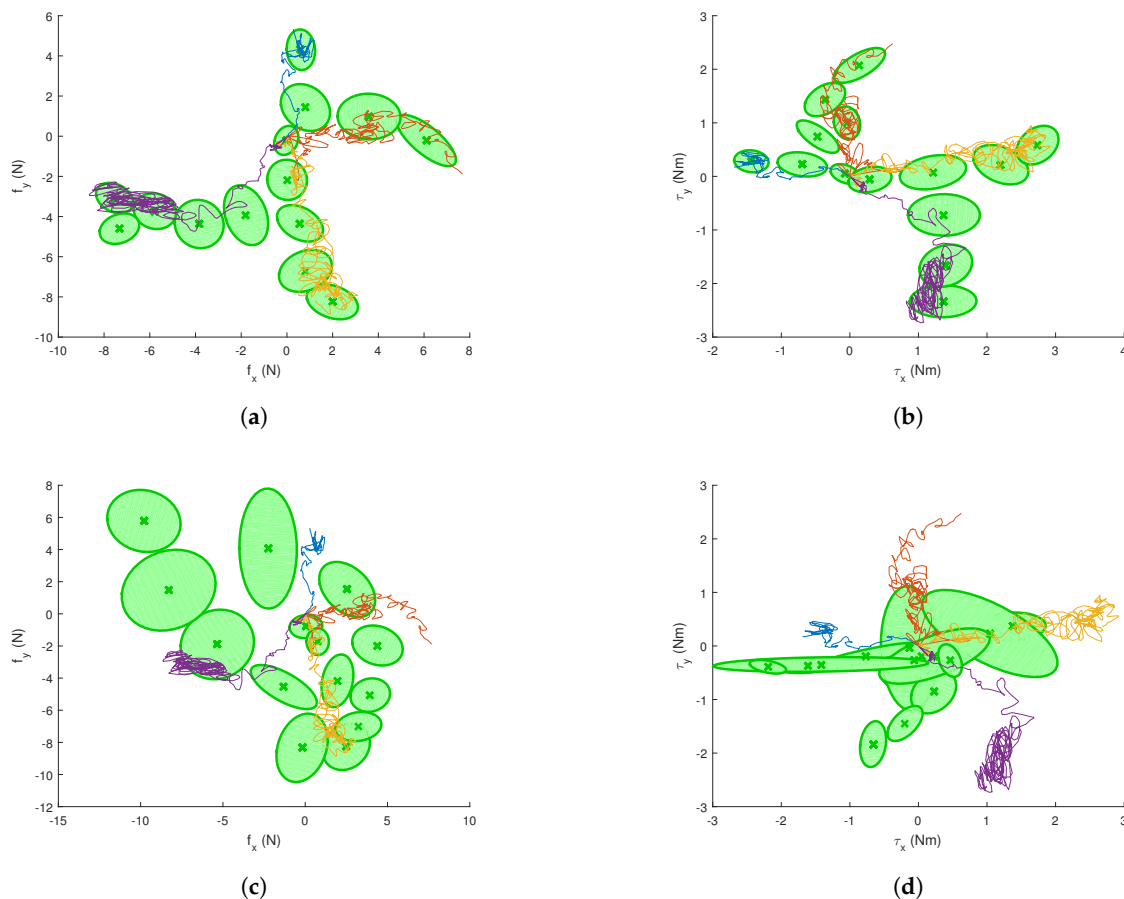 6
4
2
0
-2
-4
-6
-8
-10
-10 -8 -6 -4 -2 0 2 4 6 8
f_y (N)
f_x (N)
(a)
3
2
1
0
-1
-2
-3
-2 -1 0 1 2 3 4
τ_y (Nm)
τ_x (Nm)
(b)
8
6
4
2
0
-2
-4
-6
-8
-10
-12
-15 -10 -5 0 5 10
f_y (N)
f_x (N)
(c)
3
2
1
0
-1
-2
-3
-3 -2 -1 0 1 2 3
τ_y (Nm)
τ_x (Nm)
(d)